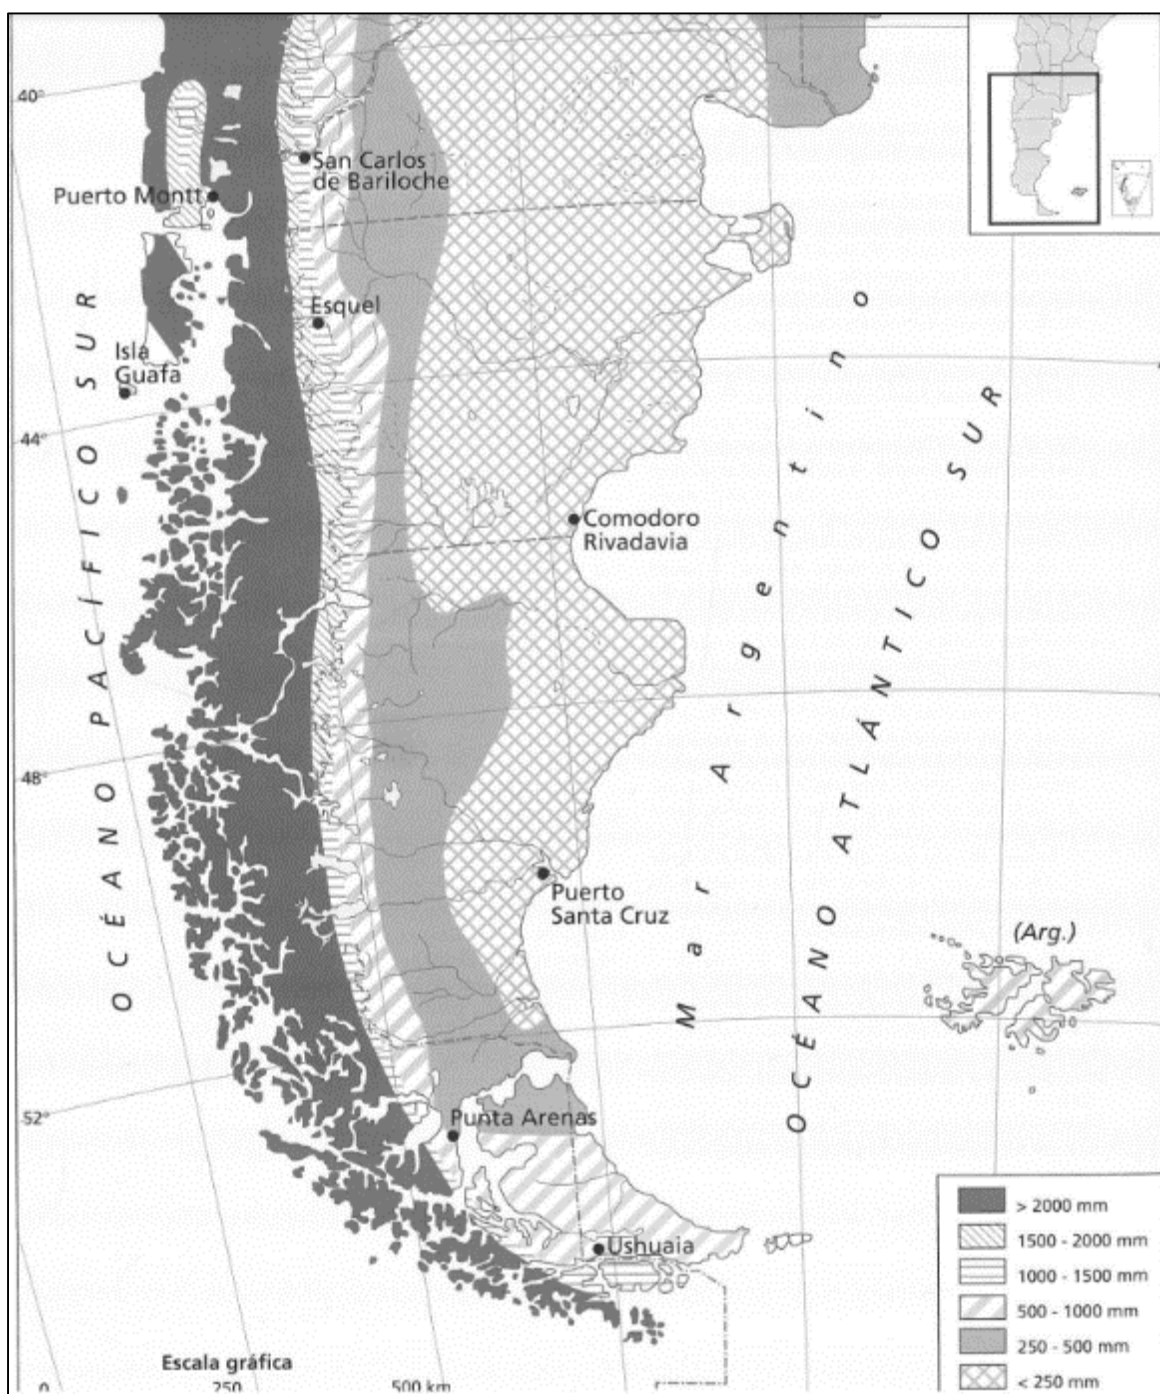 40°
San Carlos
de Bariloche
Puerto Montt
Esquel
Isla
Guafa
44°
OCÉANO PACÍFICO SUR
Comodoro
Rivadavia
Mar Argentino
OCÉANO ATLÁNTICO SUR
48°
Puerto
Santa Cruz
(Arg.)
52°
Punta Arenas
Ushuaia
> 2000 mm
1500 - 2000 mm
1000 - 1500 mm
500 - 1000 mm
250 - 500 mm
< 250 mm
Escala gráfica
0 250 500 km